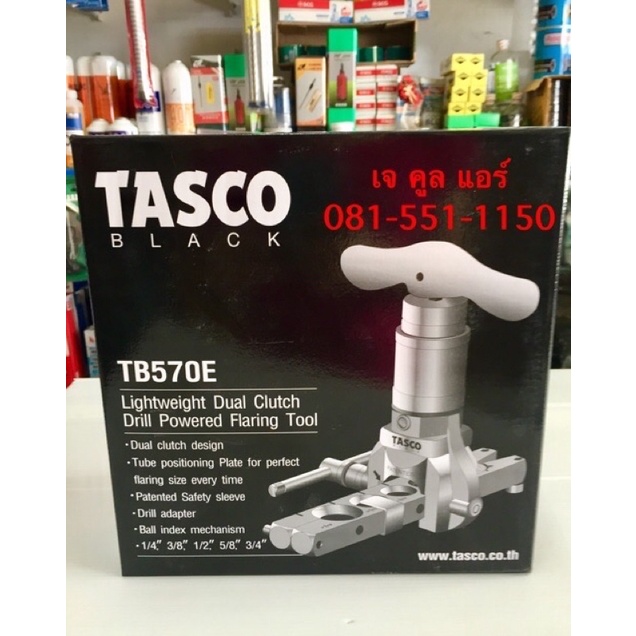 เจ คูล แอร์
081-551-1150
TASCO
BLACK
TB570E
Lightweight Dual Clutch
Drill Powered Flaring Tool
・Dual clutch design
・Tube positioning Plate for perfect
flaring size every time
・Patented Safety sleeve
・Drill adapter
・Ball index mechanism
・1/4," 3/8," 1/2," 5/8," 3/4"
TASCO
www.tasco.co.th